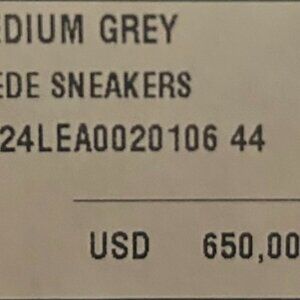 EDIUM GREY
EDE SNEAKERS
24LEA0020106 44
USD 650,00